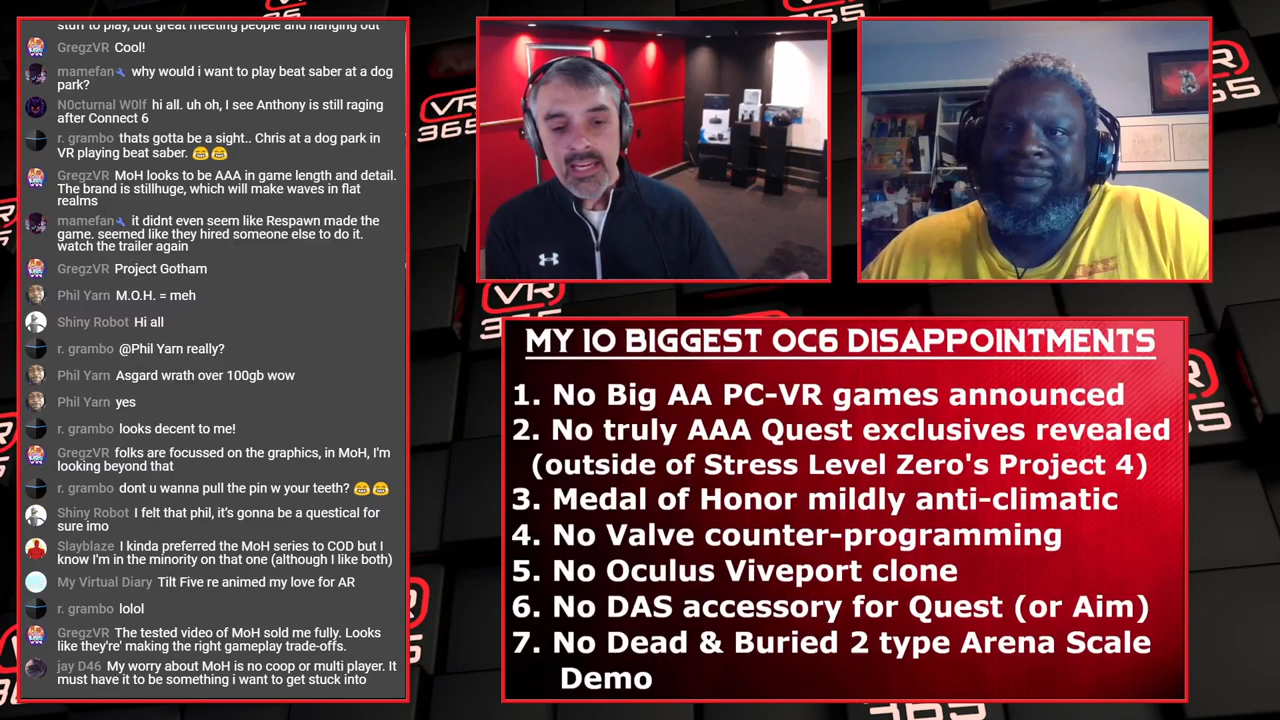 stuff to play, but great meeting people and hanging out
GregzVR Cool!
mamefan why would i want to play beat saber at a dog
park?
N0cturnal W0lf hi all. uh oh, I see Anthony is still raging
after Connect 6
r. grambo thats gotta be a sight.. Chris at a dog park in
VR playing beat saber. 😂😂
GregzVR MoH looks to be AAA in game length and detail.
The brand is stillhuge, which will make waves in flat
realms
mamefan it didnt even seem like Respawn made the
game. seemed like they hired someone else to do it.
watch the trailer again
GregzVR Project Gotham
Phil Yarn M.O.H. = meh
Shiny Robot Hi all
r. grambo @Phil Yarn really?
Phil Yarn Asgard wrath over 100gb wow
Phil Yarn yes
r. grambo looks decent to me!
GregzVR folks are focussed on the graphics, in MoH, I'm
looking beyond that
r. grambo dont u wanna pull the pin w your teeth? 😂😂
Shiny Robot I felt that phil, it's gonna be a questical for
sure imo
Slayblaze I kinda preferred the MoH series to COD but I
know I'm in the minority on that one (although I like both)
My Virtual Diary Tilt Five re animed my love for AR
r. grambo lolol
GregzVR The tested video of MoH sold me fully. Looks
like they're' making the right gameplay trade-offs.
jay D46 My worry about MoH is no coop or multi player. It
must have it to be something i want to get stuck into
VR
365
VR
365
MY 10 BIGGEST OC6 DISAPPOINTMENTS
1. No Big AA PC-VR games announced
2. No truly AAA Quest exclusives revealed
(outside of Stress Level Zero's Project 4)
3. Medal of Honor mildly anti-climatic
4. No Valve counter-programming
5. No Oculus Viveport clone
6. No DAS accessory for Quest (or Aim)
7. No Dead & Buried 2 type Arena Scale
Demo